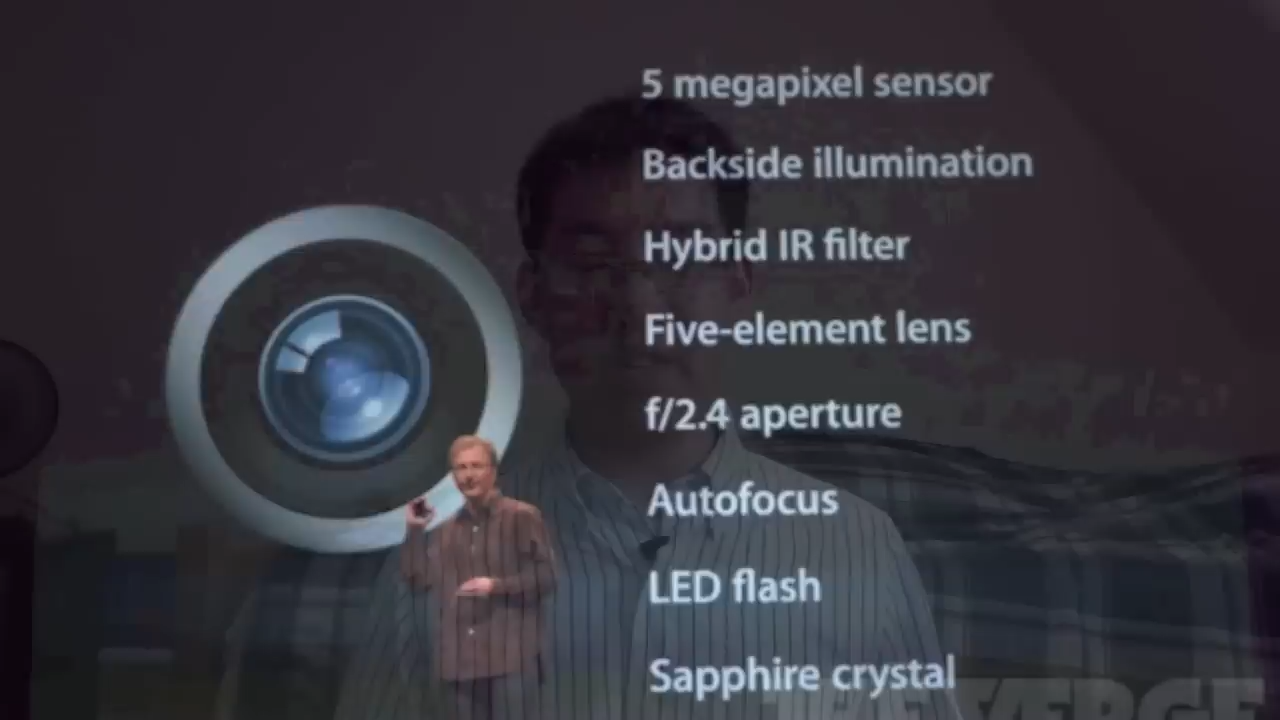 5 megapixel sensor
Backside illumination
Hybrid IR filter
Five-element lens
f/2.4 aperture
Autofocus
LED flash
Sapphire crystal